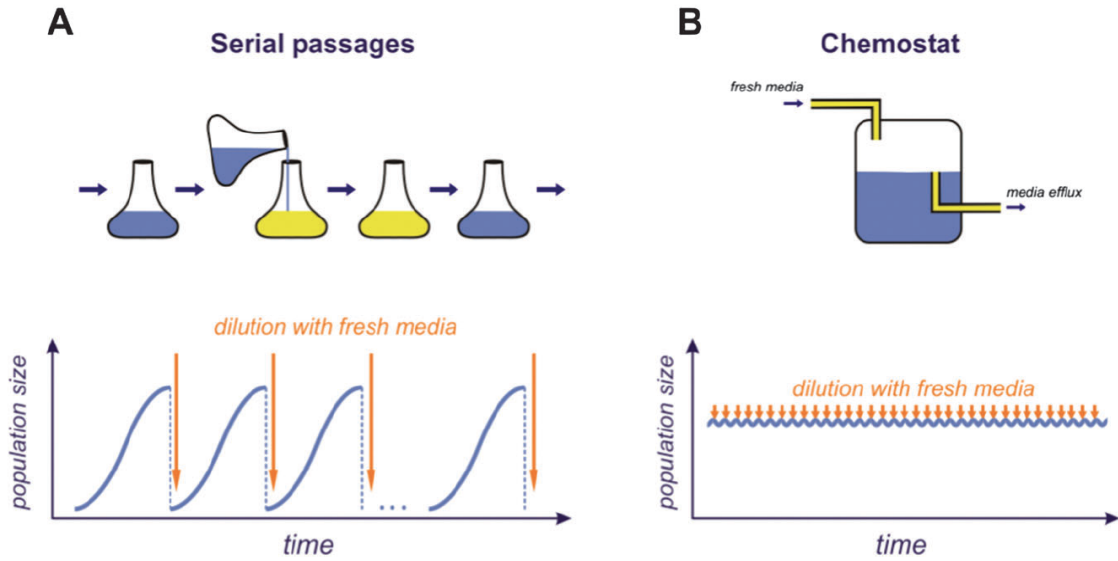 A
Serial passages
dilution with fresh media
population size
...
time
B
Chemostat
fresh media
media efflux
dilution with fresh media
population size
time